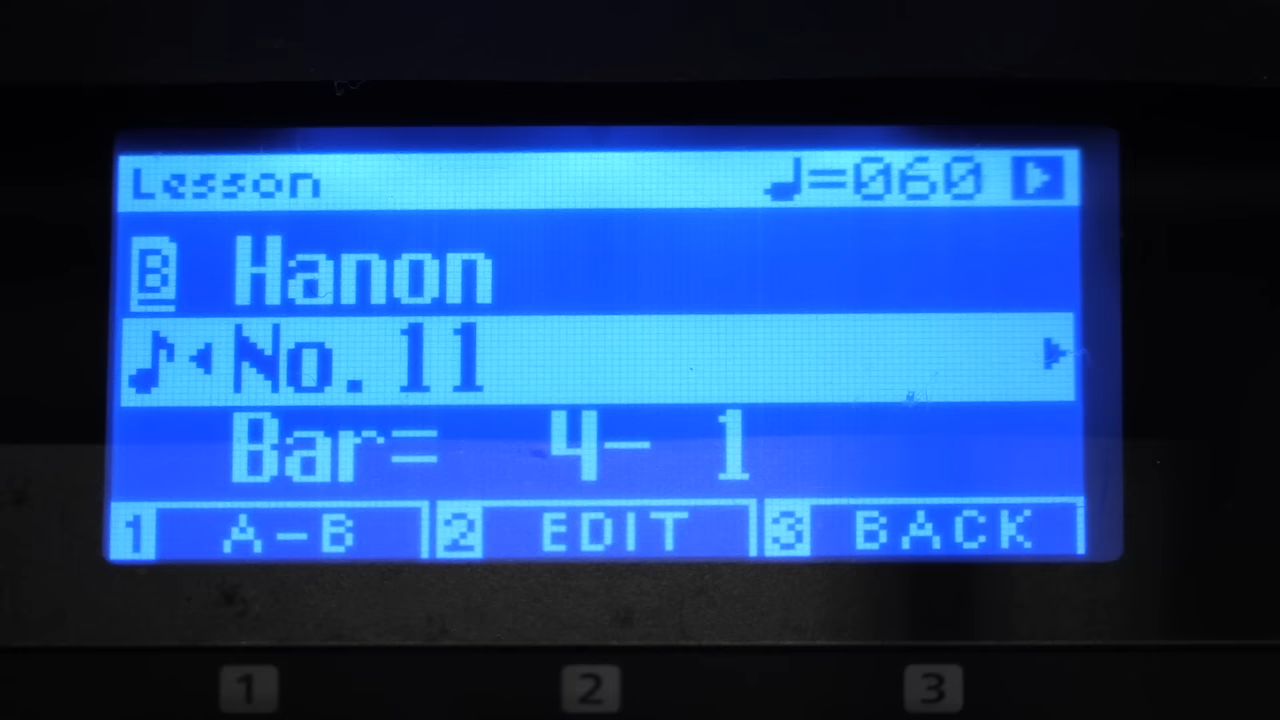 Lesson ♩=060
B Hanon
No.11
Bar= 4- 1
1 A-B 2 EDIT 3 BACK
1 2 3